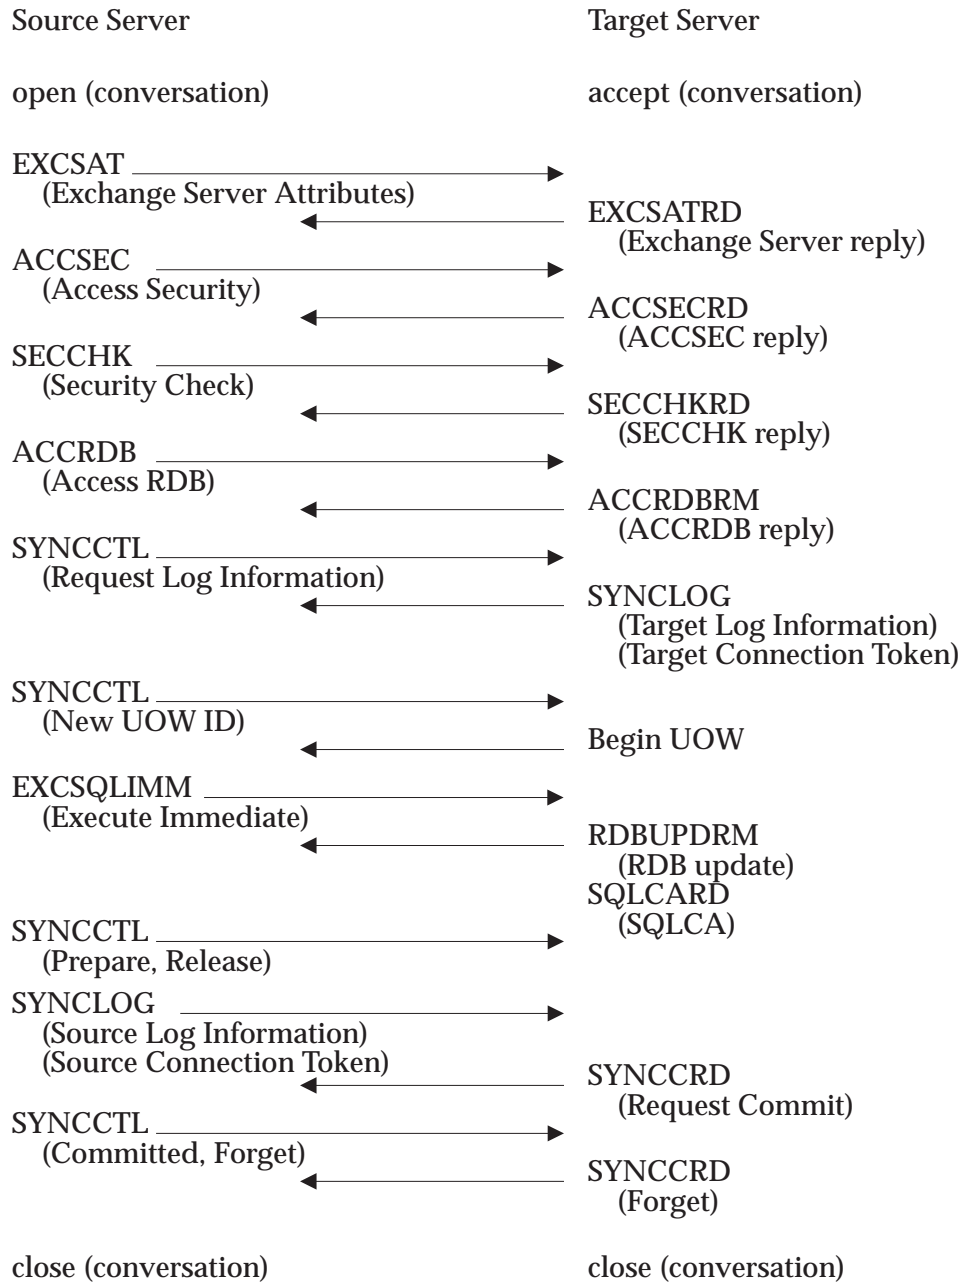 Source Server
Target Server
open (conversation)
accept (conversation)
EXCSAT
(Exchange Server Attributes)
EXCSATRD
(Exchange Server reply)
ACCSEC
(Access Security)
ACCSECRD
(ACCSEC reply)
SECCHK
(Security Check)
SECCHKRD
(SECCHK reply)
ACCRDB
(Access RDB)
ACCRDBRM
(ACCRDB reply)
SYNCCTL
(Request Log Information)
SYNCLOG
(Target Log Information)
(Target Connection Token)
SYNCCTL
(New UOW ID)
Begin UOW
EXCSQLIMM
(Execute Immediate)
RDBUPDRM
(RDB update)
SQLCARD
(SQLCA)
SYNCCTL
(Prepare, Release)
SYNCLOG
(Source Log Information)
(Source Connection Token)
SYNCCRD
(Request Commit)
SYNCCTL
(Committed, Forget)
SYNCCRD
(Forget)
close (conversation)
close (conversation)